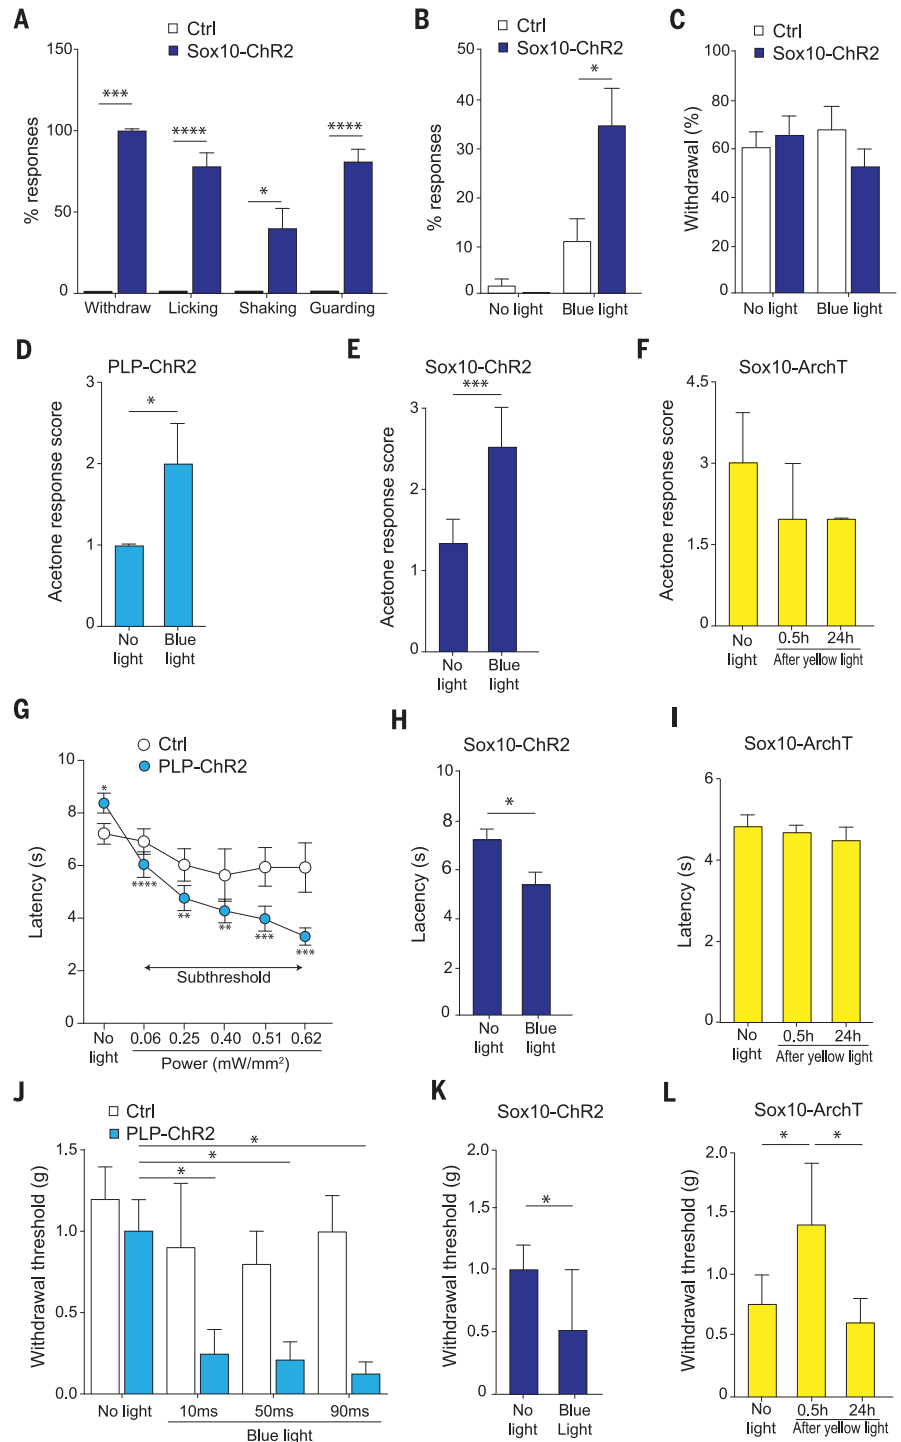 A
Ctrl
Sox10-ChR2
% responses
150
100
50
0
***
****
*
****
Withdraw Licking Shaking Guarding
B
Ctrl
Sox10-ChR2
% responses
50
40
30
20
10
0
*
No light Blue light
C
Ctrl
Sox10-ChR2
Withdrawal (%)
100
80
60
40
20
0
No light Blue light
D
PLP-ChR2
Acetone response score
3
2
1
0
*
No light
Blue light
E
Sox10-ChR2
Acetone response score
3
2
1
0
***
No light
Blue light
F
Sox10-ArchT
Acetone response score
4.5
3
1.5
0
No light
0.5h 24h
After yellow light
G
Ctrl
PLP-ChR2
Latency (s)
10
8
6
4
2
0
*
****
**
**
***
***
Subthreshold
No light
0.06 0.25 0.40 0.51 0.62
Power (mW/mm²)
H
Sox10-ChR2
Lacency (s)
10
8
6
4
2
0
*
No light
Blue light
I
Sox10-ArchT
Latency (s)
6
4
2
0
No light
0.5h 24h
After yellow light
J
Ctrl
PLP-ChR2
Withdrawal threshold (g)
1.5
1.0
0.5
0.0
*
*
*
No light 10ms 50ms 90ms
Blue light
K
Sox10-ChR2
Withdrawal threshold (g)
2.0
1.5
1.0
0.5
0
*
No light
Blue Light
L
Sox10-ArchT
Withdrawal threshold (g)
2.0
1.5
1.0
0.5
0
* *
No light
0.5h 24h
After yellow light